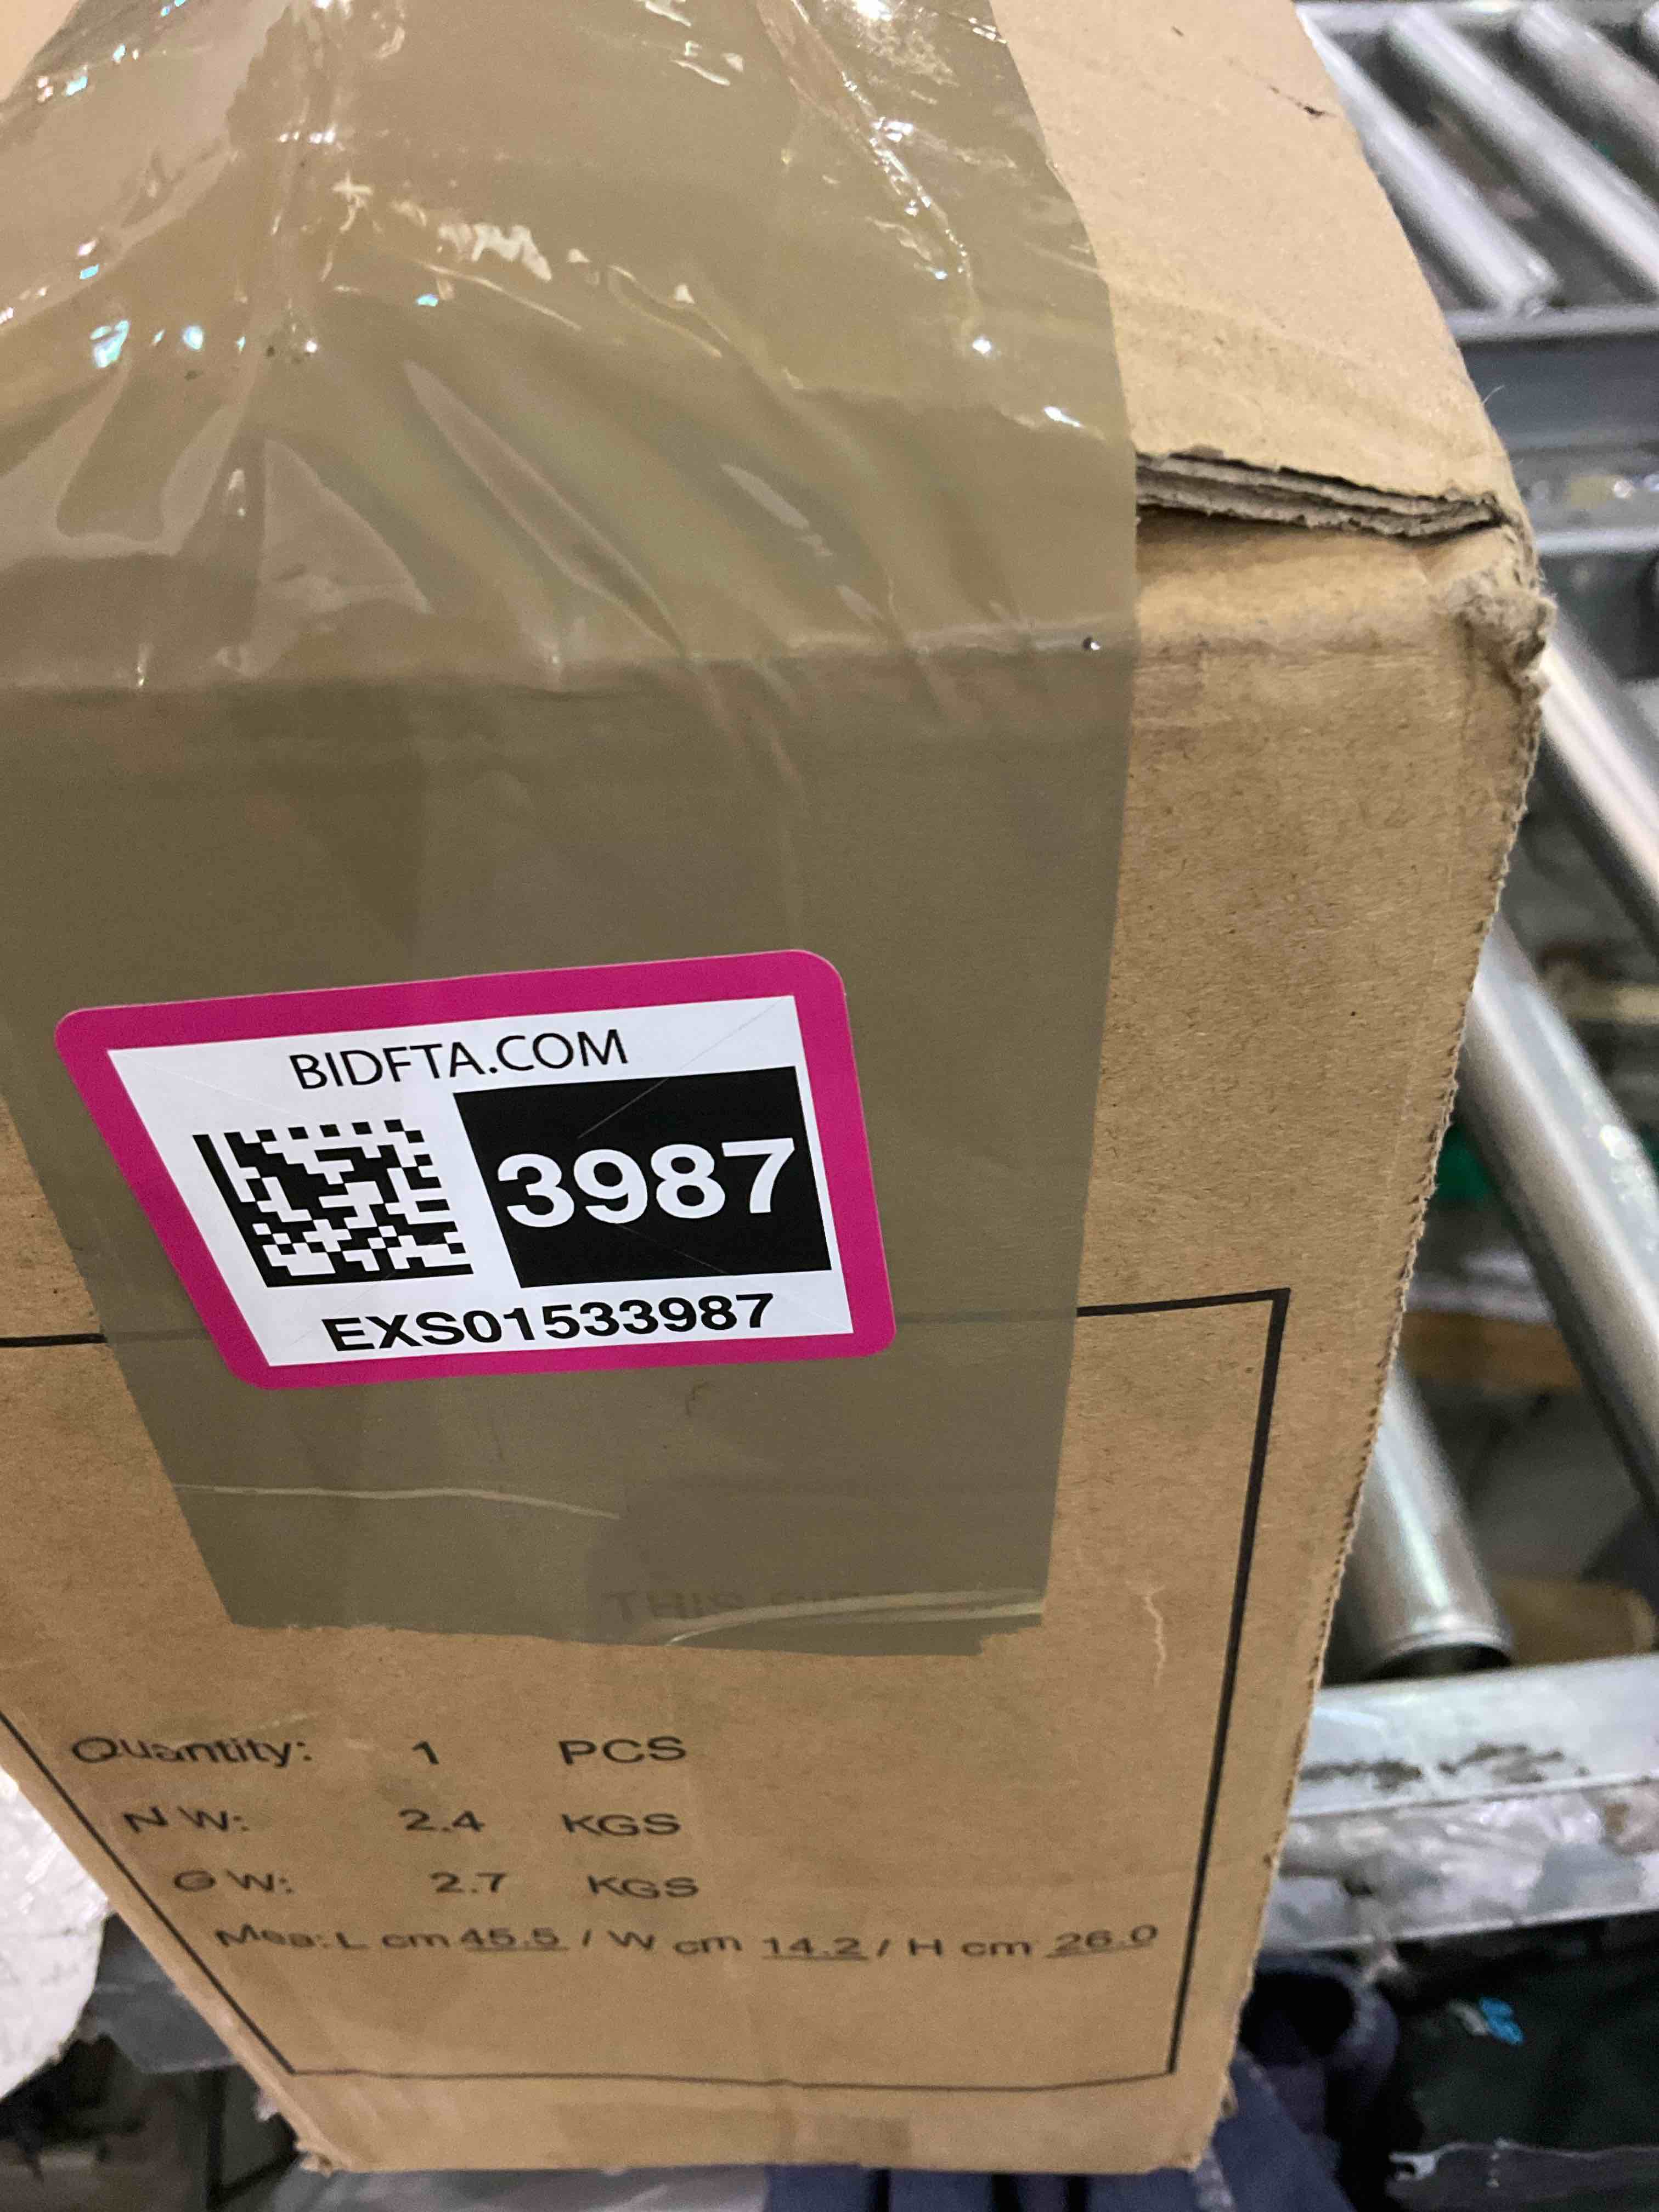 BIDFTA.COM
3987
EXS01533987
THIS
Quantity: 1 PCS
N W: 2.4 KGS
G W: 2.7 KGS
Mea: L cm 45.5 / W cm 14.2 / H cm 26.0